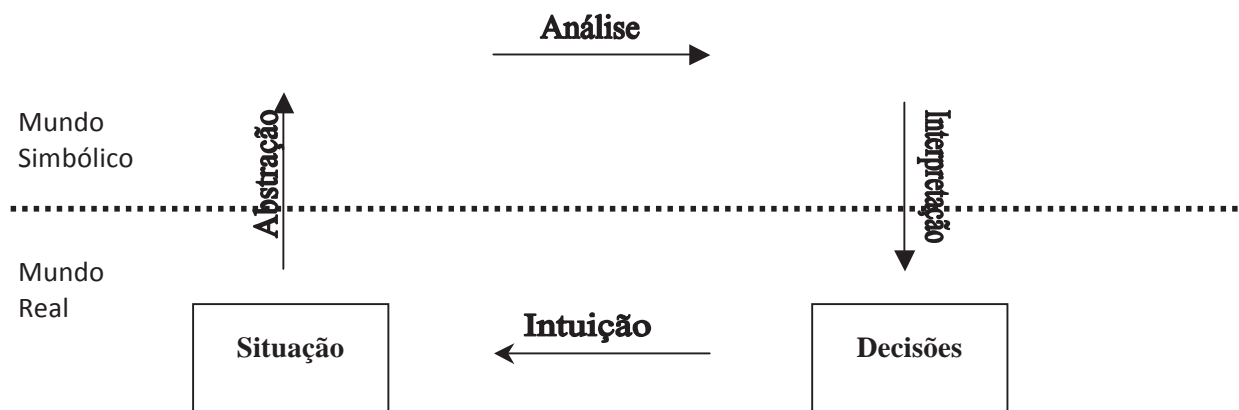 Análise
Abstração
Interpretação
Mundo
Simbólico
Mundo
Real
Situação
Intuição
Decisões